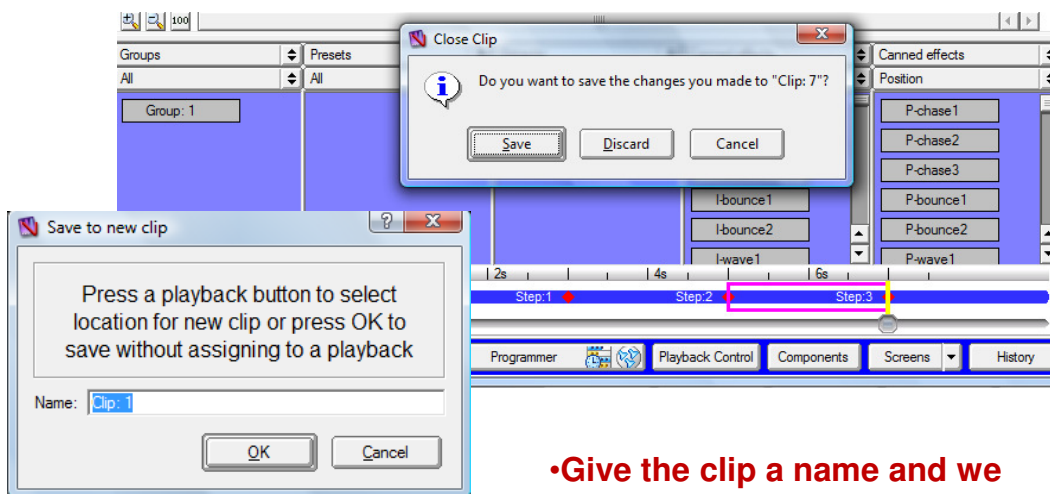 100
Close Clip
Groups
Presets
Canned effects
All
All
Position
Do you want to save the changes you made to "Clip: 7"?
Save
Discard
Cancel
Group: 1
P-chase1
P-chase2
P-chase3
I-bounce1
P-bounce1
I-bounce2
P-bounce2
I-wave1
P-wave1
Save to new clip
2s
4s
6s
Step:1
Step:2
Step:3
Press a playback button to select
location for new clip or press OK to
save without assigning to a playback
Programmer
Playback Control
Components
Screens
History
Name: Clip: 1
OK
Cancel
•Give the clip a name and we